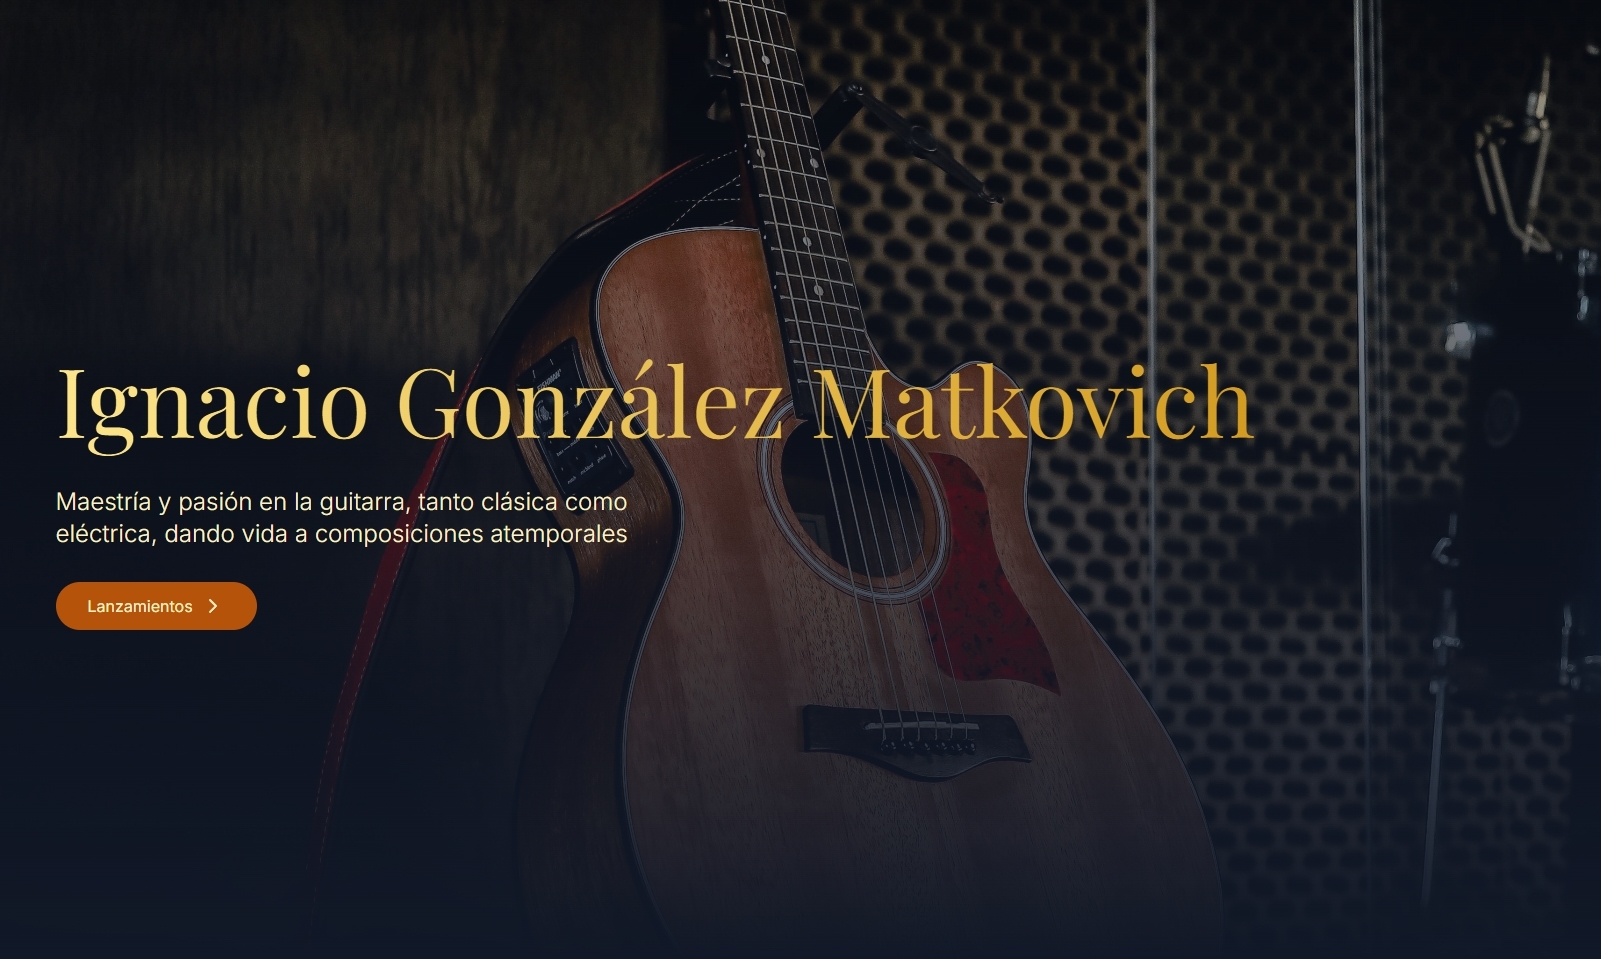 Ignacio González Matkovich
Maestría y pasión en la guitarra, tanto clásica como
eléctrica, dando vida a composiciones atemporales
Lanzamientos